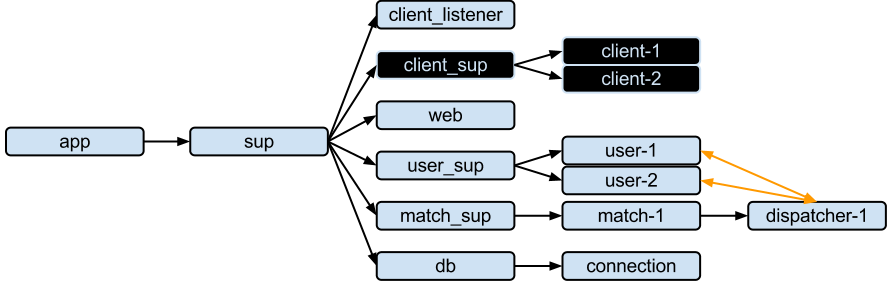 client_listener
client_sup
client-1
client-2
web
app
sup
user_sup
user-1
user-2
match_sup
match-1
dispatcher-1
db
connection